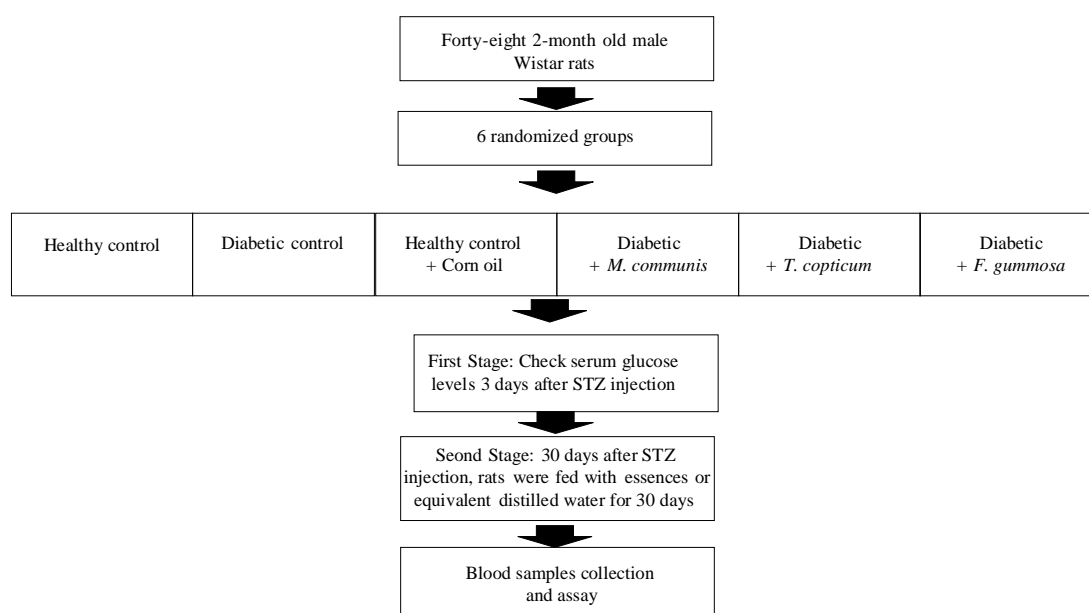 Forty-eight 2-month old male
Wistar rats
6 randomized groups
Healthy control
Diabetic control
Healthy control
+ Corn oil
Diabetic
+ M. communis
Diabetic
+ T. copticum
Diabetic
+ F. gummosa
First Stage: Check serum glucose
levels 3 days after STZ injection
Seond Stage: 30 days after STZ
injection, rats were fed with essences or
equivalent distilled water for 30 days
Blood samples collection
and assay